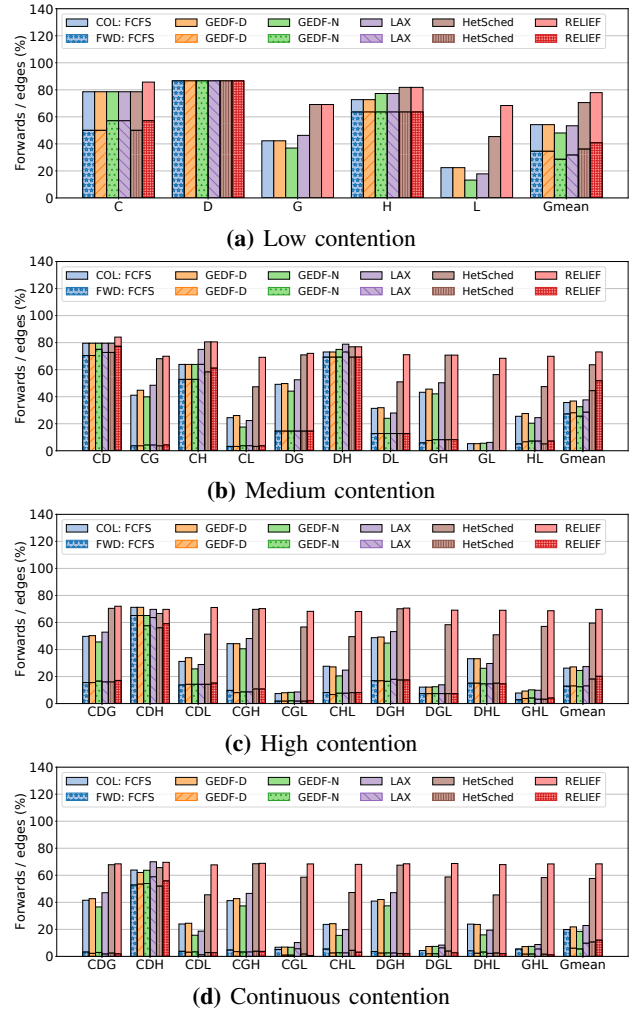 140
120
100
80
60
40
20
0
Forwards / edges (%)
COL: FCFS GEDF-D GEDF-N LAX HetSched RELIEF
FWD: FCFS GEDF-D GEDF-N LAX HetSched RELIEF
C D G H L Gmean
(a) Low contention
140
120
100
80
60
40
20
0
Forwards / edges (%)
COL: FCFS GEDF-D GEDF-N LAX HetSched RELIEF
FWD: FCFS GEDF-D GEDF-N LAX HetSched RELIEF
CD CG CH CL DG DH DL GH GL HL Gmean
(b) Medium contention
140
120
100
80
60
40
20
0
Forwards / edges (%)
COL: FCFS GEDF-D GEDF-N LAX HetSched RELIEF
FWD: FCFS GEDF-D GEDF-N LAX HetSched RELIEF
CDG CDH CDL CGH CGL CHL DGH DGL DHL GHL Gmean
(c) High contention
140
120
100
80
60
40
20
0
Forwards / edges (%)
COL: FCFS GEDF-D GEDF-N LAX HetSched RELIEF
FWD: FCFS GEDF-D GEDF-N LAX HetSched RELIEF
CDG CDH CDL CGH CGL CHL DGH DGL DHL GHL Gmean
(d) Continuous contention